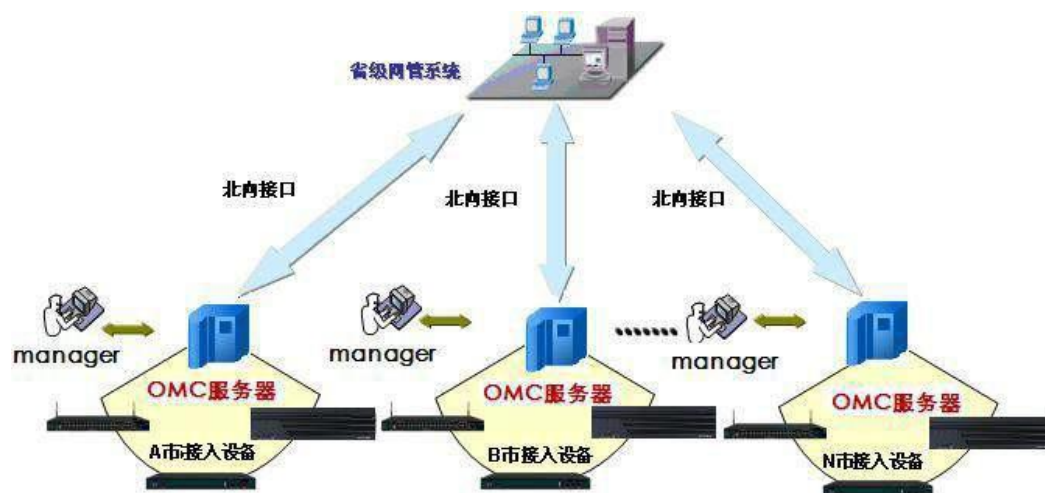 省级网管系统
北向接口
北向接口
北向接口
manager
manager
manager
OMC服务器
OMC服务器
OMC服务器
A市接入设备
B市接入设备
N市接入设备